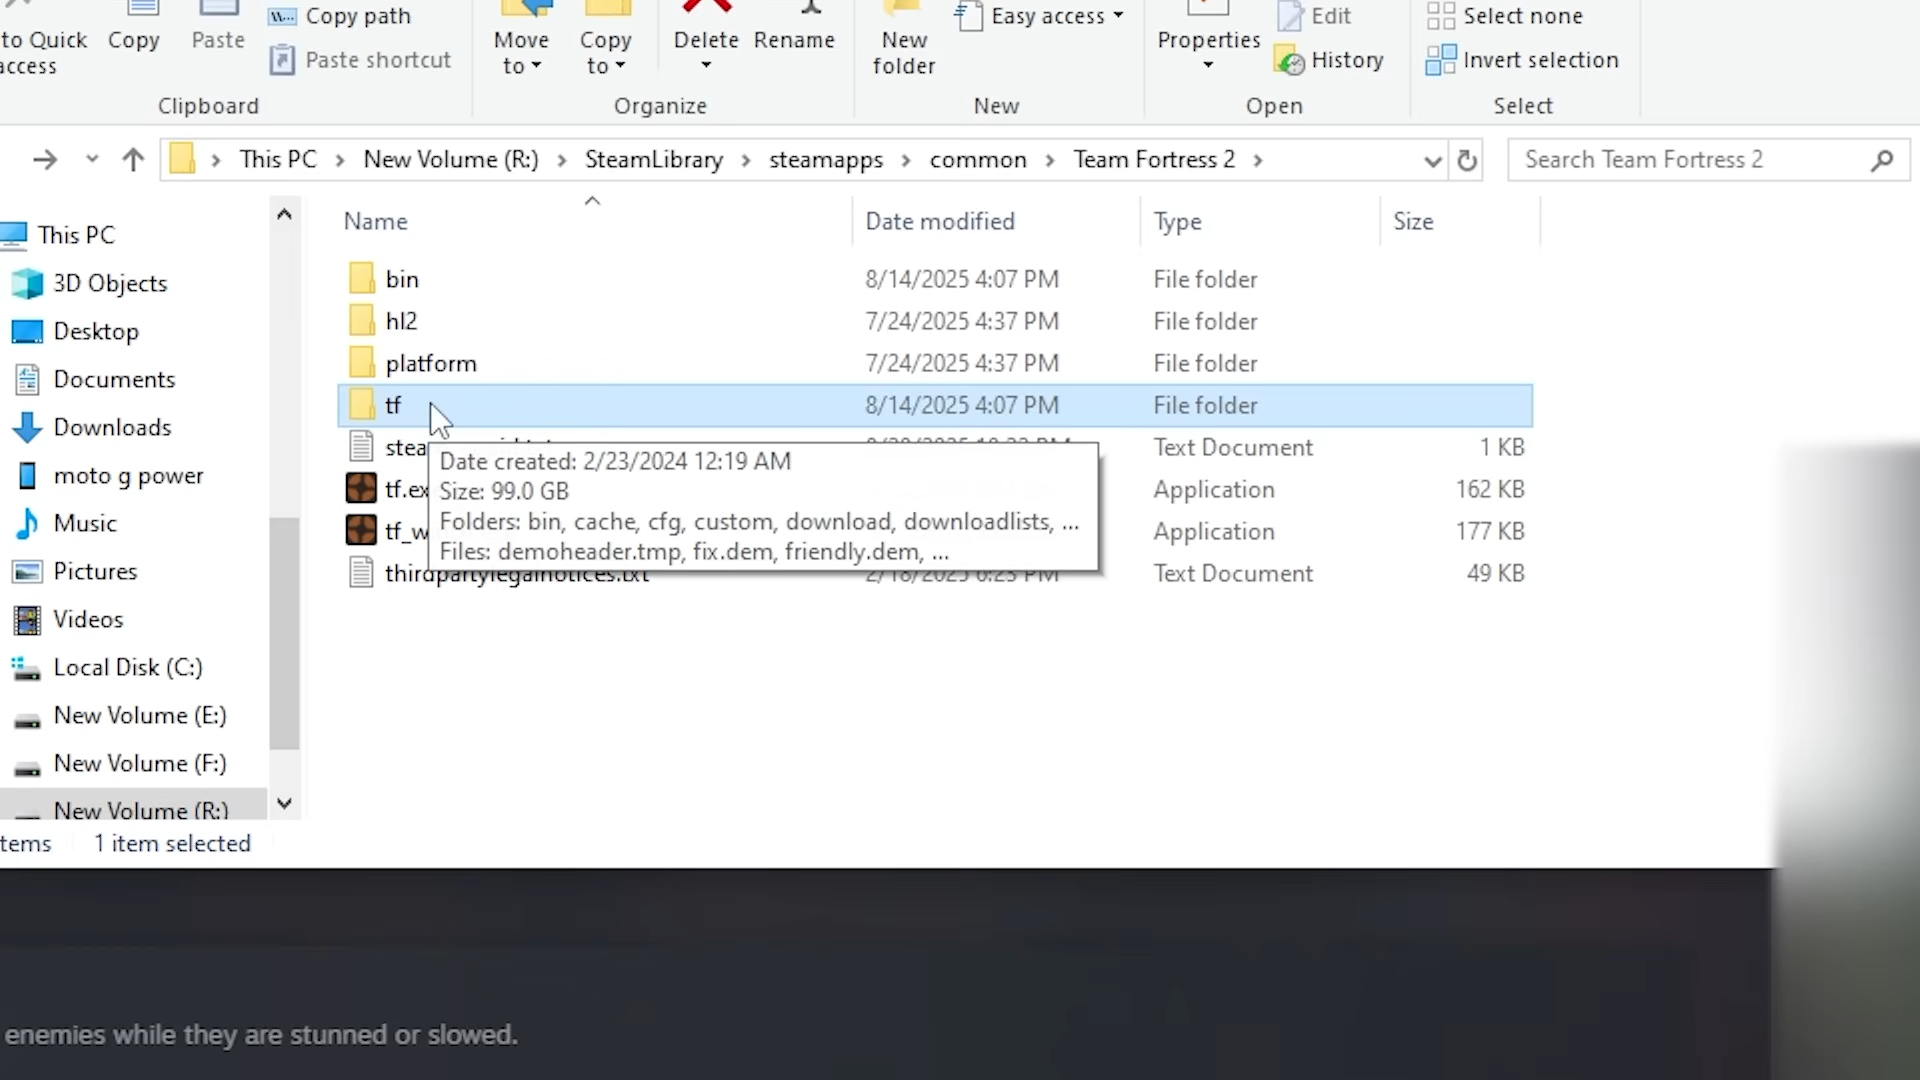 to Quick
access
Copy
Paste
Copy path
Paste shortcut
Clipboard
Move
to
Copy
to
Delete
Rename
Organize
New
folder
Easy access
New
Properties
Edit
History
Open
Select none
Invert selection
Select
This PC
New Volume (R:)
SteamLibrary
steamapps
common
Team Fortress 2
Search Team Fortress 2
Name
Date modified
Type
Size
This PC
3D Objects
Desktop
Documents
Downloads
moto g power
Music
Pictures
Videos
Local Disk (C:)
New Volume (E:)
New Volume (F:)
New Volume (R:)
bin 8/14/2025 4:07 PM File folder
hl2 7/24/2025 4:37 PM File folder
platform 7/24/2025 4:37 PM File folder
tf 8/14/2025 4:07 PM File folder
Text Document 1 KB
Application 162 KB
Application 177 KB
thirdpartylegalnotices.txt 2/18/2025 6:23 PM Text Document 49 KB
Date created: 2/23/2024 12:19 AM
Size: 99.0 GB
Folders: bin, cache, cfg, custom, download, downloadlists, ...
Files: demoheader.tmp, fix.dem, friendly.dem, ...
tems 1 item selected
enemies while they are stunned or slowed.